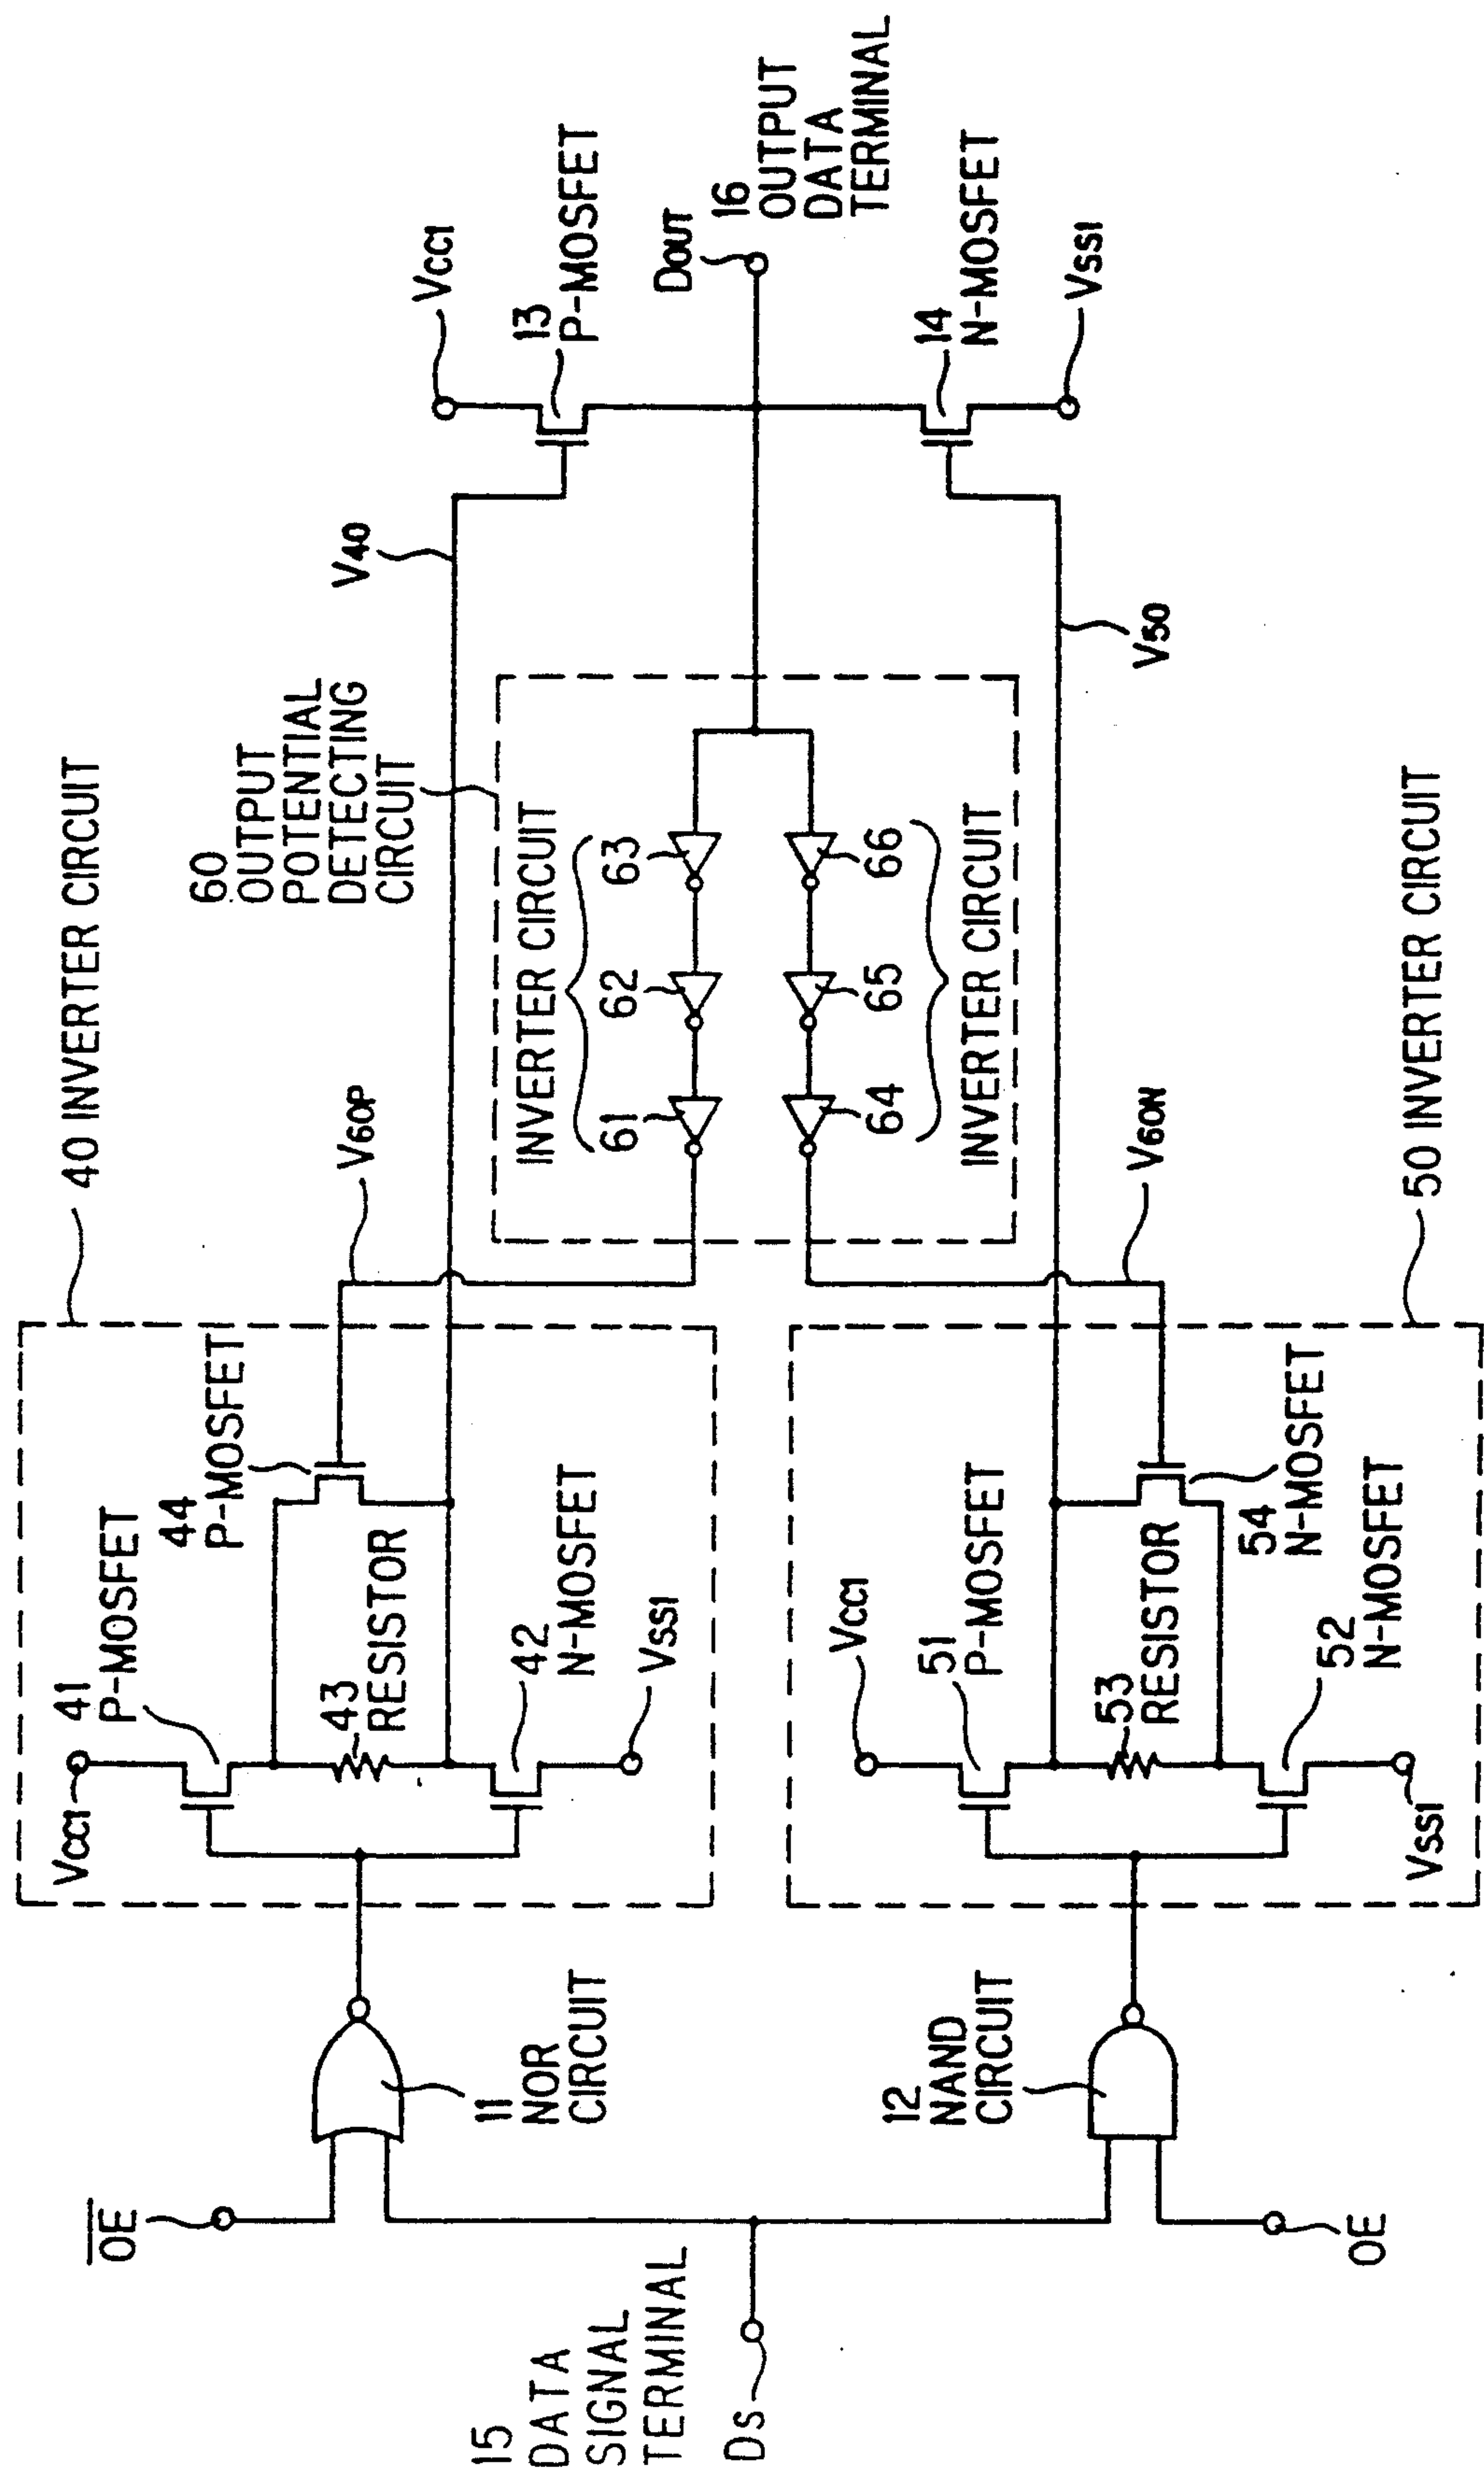 40 INVERTER CIRCUIT
60
OUTPUT
POTENTIAL
DETECTING
CIRCUIT
VCC1
41
P-MOSFET
44
P-MOSFET
43
RESISTOR
42
N-MOSFET
VSS1
V60P
V40
VCC1
13
P-MOSFET
OE
11
NOR
CIRCUIT
INVERTER CIRCUIT
61
62
63
DOUT
16
OUTPUT
DATA
TERMINAL
15
DATA
SIGNAL
TERMINAL
DS
64
65
66
INVERTER CIRCUIT
12
NAND
CIRCUIT
OE
VCC1
51
P-MOSFET
53
RESISTOR
54
N-MOSFET
52
N-MOSFET
VSS1
V60N
V50
14
N-MOSFET
VSS1
50 INVERTER CIRCUIT